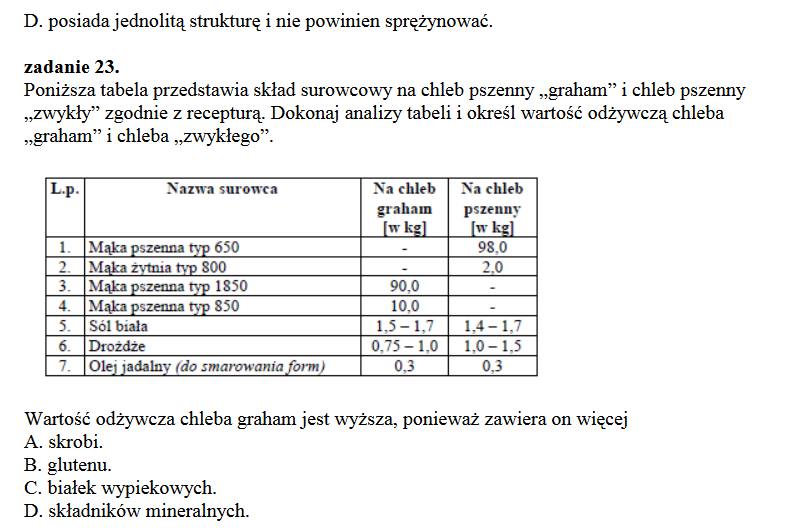 D. posiada jednolitą strukturę i nie powinien sprężynować.
zadanie 23.
Poniższa tabela przedstawia skład surowcowy na chleb pszenny „graham” i chleb pszenny
„zwykły” zgodnie z recepturą. Dokonaj analizy tabeli i określ wartość odżywczą chleba
„graham” i chleba „zwykłego”.
L.p. Nazwa surowca Na chleb graham [w kg] Na chleb pszenny [w kg]
1. Mąka pszenna typ 650 - 98,0
2. Mąka żytnia typ 800 - 2,0
3. Mąka pszenna typ 1850 90,0 -
4. Mąka pszenna typ 850 10,0 -
5. Sól biała 1,5 – 1,7 1,4 – 1,7
6. Drożdże 0,75 – 1,0 1,0 – 1,5
7. Olej jadalny (do smarowania form) 0,3 0,3
Wartość odżywcza chleba graham jest wyższa, ponieważ zawiera on więcej
A. skrobi.
B. glutenu.
C. białek wypiekowych.
D. składników mineralnych.